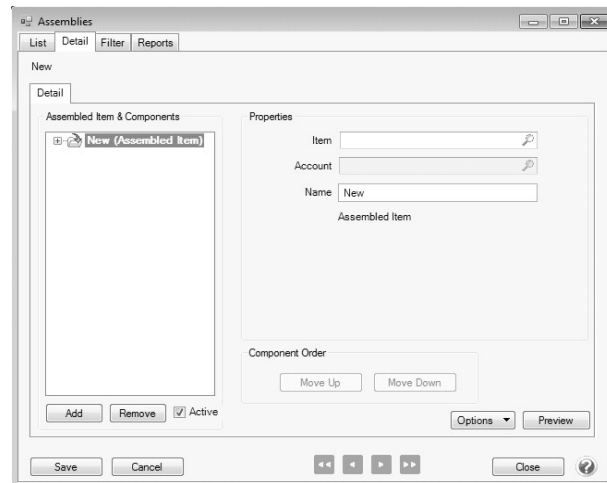 Assemblies
List Detail Filter Reports
New
Detail
Assembled Item & Components
New (Assembled Item)
Add Remove Active
Properties
Item
Account
Name New
Assembled Item
Component Order
Move Up Move Down
Options Preview
Save Cancel Close ?